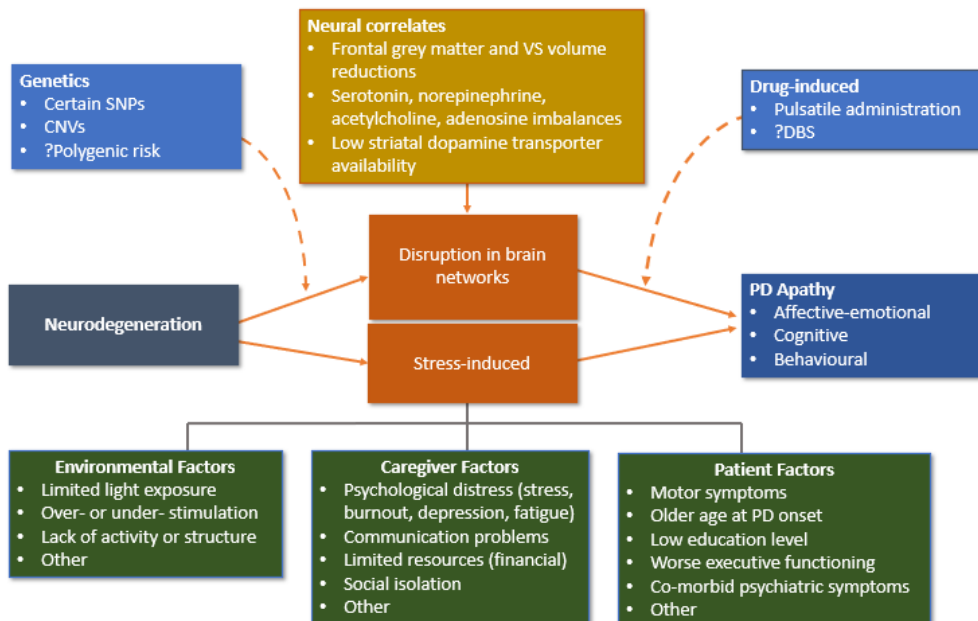 Neural correlates
• Frontal grey matter and VS volume
reductions
• Serotonin, norepinephrine,
acetylcholine, adenosine imbalances
• Low striatal dopamine transporter
availability
Genetics
• Certain SNPs
• CNVs
• ?Polygenic risk
Drug-induced
• Pulsatile administration
• ?DBS
Disruption in brain
networks
Neurodegeneration
Stress-induced
PD Apathy
• Affective-emotional
• Cognitive
• Behavioural
Environmental Factors
• Limited light exposure
• Over- or under- stimulation
• Lack of activity or structure
• Other
Caregiver Factors
• Psychological distress (stress,
burnout, depression, fatigue)
• Communication problems
• Limited resources (financial)
• Social isolation
• Other
Patient Factors
• Motor symptoms
• Older age at PD onset
• Low education level
• Worse executive functioning
• Co-morbid psychiatric symptoms
• Other